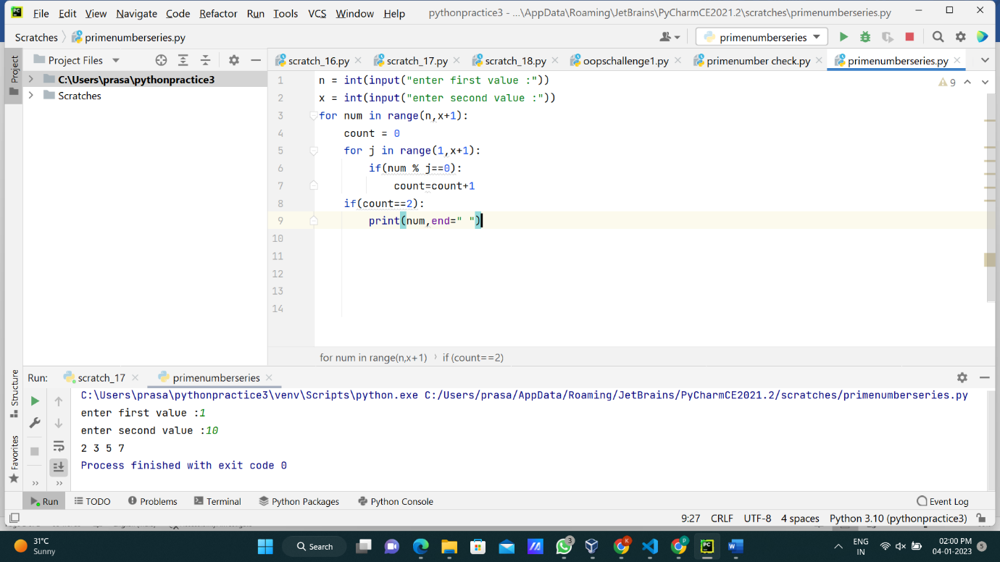 File Edit View Navigate Code Refactor Run Tools VCS Window Help pythonpractice3 - ...\AppData\Roaming\JetBrains\PyCharmCE2021.2\scratches\primenumberseries.py
Scratches primenumberseries.py primenumberseries
Project Project Files scratch_16.py scratch_17.py scratch_18.py oopschallenge1.py primenumber check.py primenumberseries.py
C:\Users\prasa\pythonpractice3
Scratches
9
1 n = int(input("enter first value :"))
2 x = int(input("enter second value :"))
3 for num in range(n,x+1):
4 count = 0
5 for j in range(1,x+1):
6 if(num % j==0):
7 count=count+1
8 if(count==2):
9 print(num,end=" ")
10
11
12
13
14
for num in range(n,x+1) › if (count==2)
Run: scratch_17 primenumberseries
Structure
Favorites
C:\Users\prasa\pythonpractice3\venv\Scripts\python.exe C:/Users/prasa/AppData/Roaming/JetBrains/PyCharmCE2021.2/scratches/primenumberseries.py
enter first value :1
enter second value :10
2 3 5 7
Process finished with exit code 0
Run TODO Problems Terminal Python Packages Python Console Event Log
9:27 CRLF UTF-8 4 spaces Python 3.10 (pythonpractice3)
31°C
Sunny
Search
3
K
P
ENG
IN
02:00 PM
04-01-2023
5